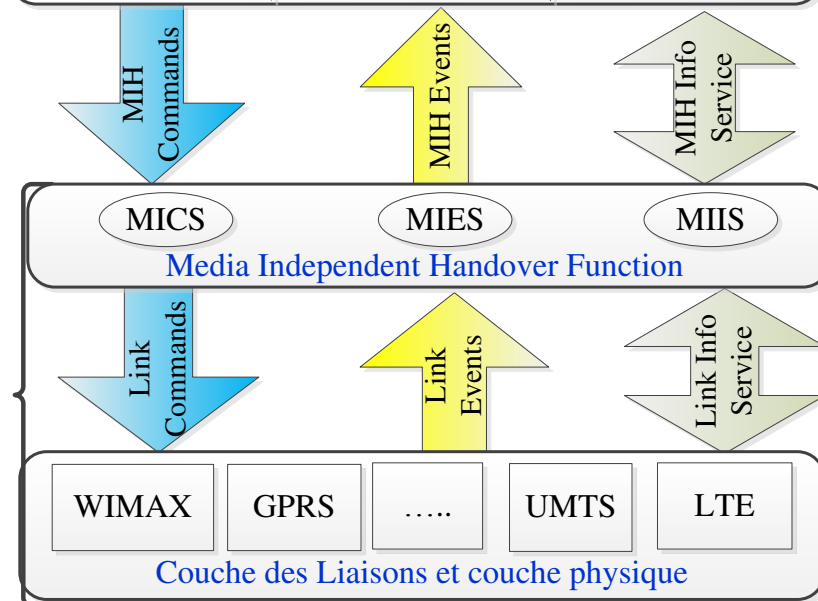 MIH
Commands
MIH Events
MIH Info
Service
MICS
MIES
MIIS
Media Independent Handover Function
Link
Commands
Link
Events
Link Info
Service
WIMAX
GPRS
…..
UMTS
LTE
Couche des Liaisons et couche physique